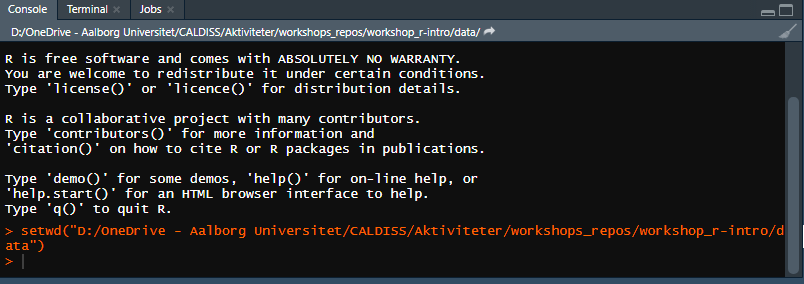 Console Terminal × Jobs ×
D:/OneDrive - Aalborg Universitet/CALDISS/Aktiviteter/workshops_repos/workshop_r-intro/data/
R is free software and comes with ABSOLUTELY NO WARRANTY.
You are welcome to redistribute it under certain conditions.
Type 'license()' or 'licence()' for distribution details.
R is a collaborative project with many contributors.
Type 'contributors()' for more information and
'citation()' on how to cite R or R packages in publications.
Type 'demo()' for some demos, 'help()' for on-line help, or
'help.start()' for an HTML browser interface to help.
Type 'q()' to quit R.
> setwd("D:/OneDrive - Aalborg Universitet/CALDISS/Aktiviteter/workshops_repos/workshop_r-intro/d
ata")
>